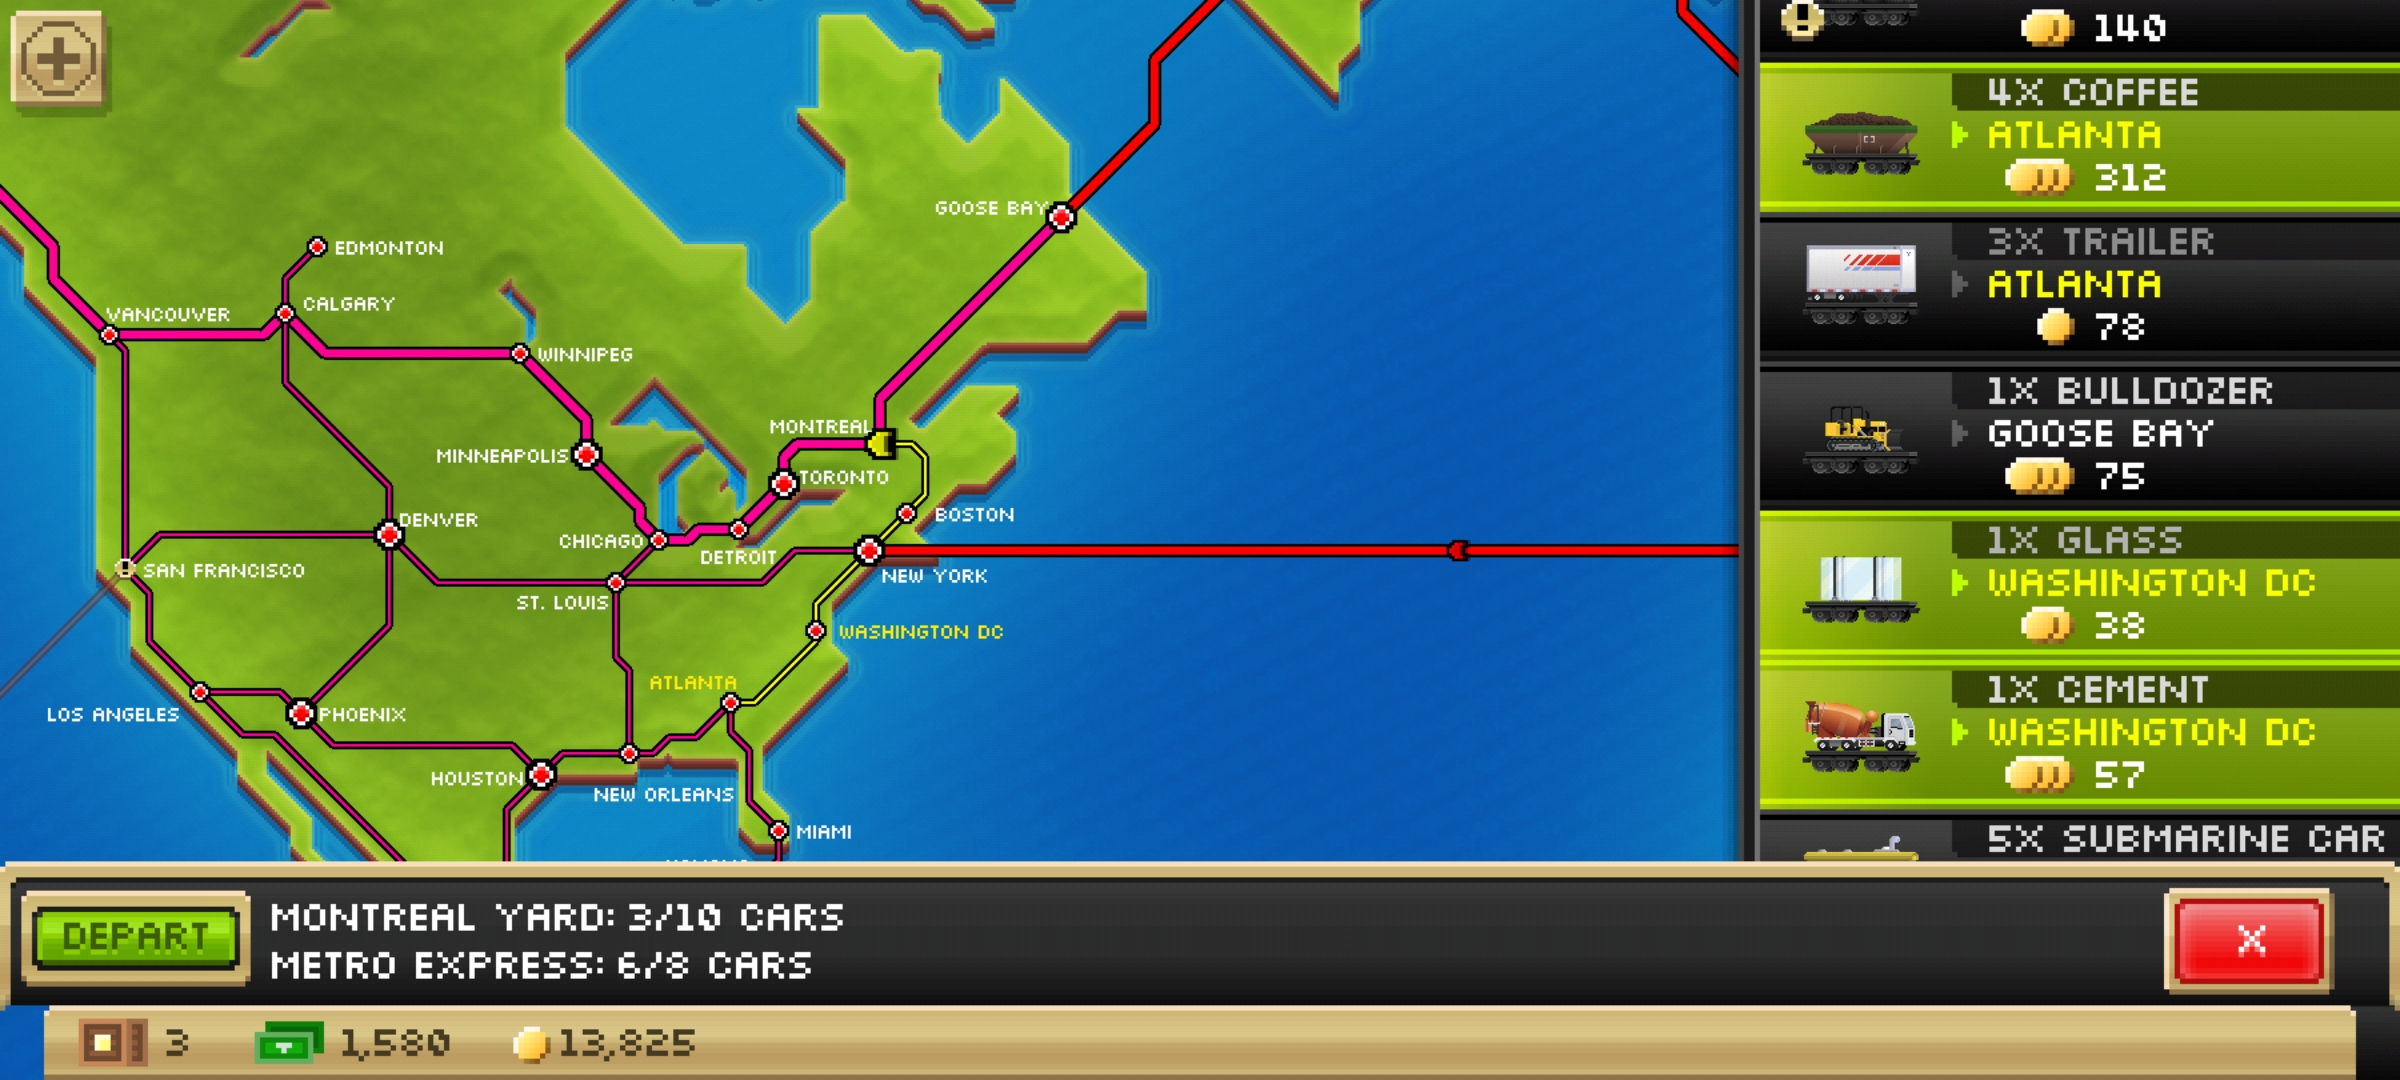 GOOSE BAY
EDMONTON
CALGARY
VANCOUVER
WINNIPEG
MONTREAL
MINNEAPOLIS
TORONTO
BOSTON
DENVER
CHICAGO
DETROIT
NEW YORK
SAN FRANCISCO
ST. LOUIS
WASHINGTON DC
ATLANTA
LOS ANGELES
PHOENIX
HOUSTON
NEW ORLEANS
MIAMI
140
4X COFFEE
ATLANTA
312
3X TRAILER
ATLANTA
78
1X BULLDOZER
GOOSE BAY
75
1X GLASS
WASHINGTON DC
38
1X CEMENT
WASHINGTON DC
57
5X SUBMARINE CAR
DEPART
MONTREAL YARD: 3/10 CARS
METRO EXPRESS: 6/8 CARS
X
3
1,580
13,825